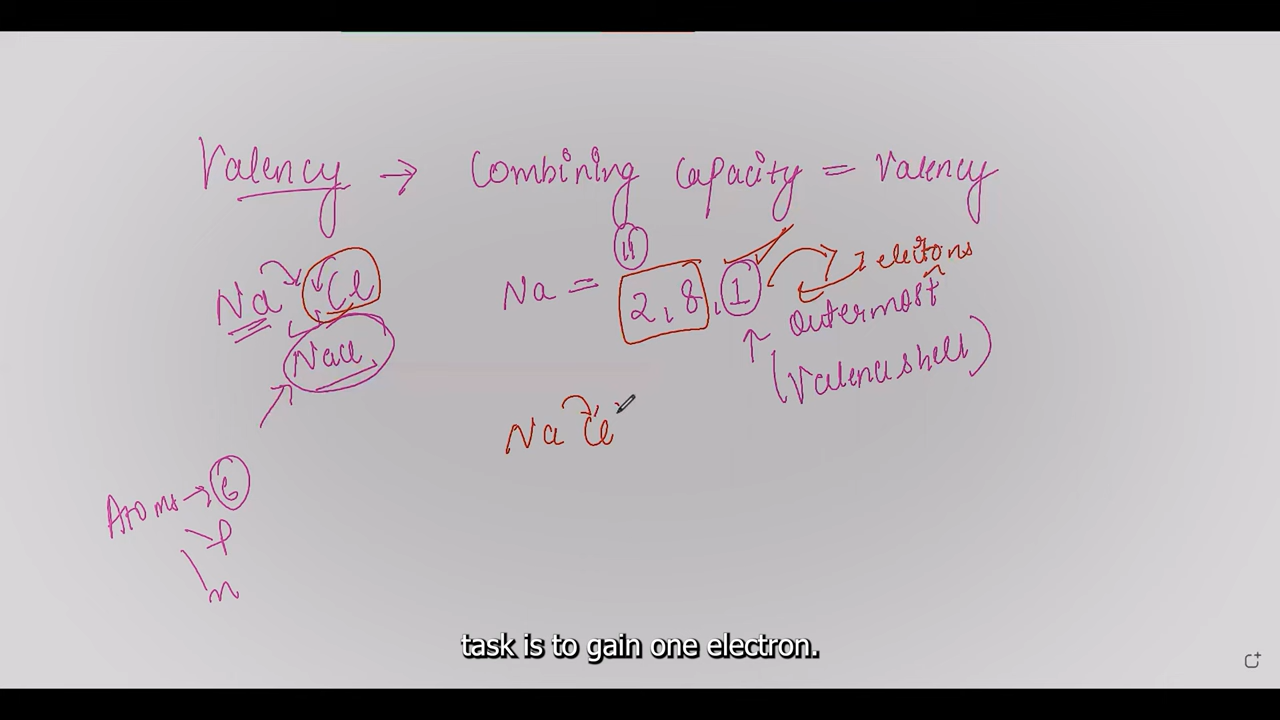 Valency → Combining Capacity = Valency
11
Na Cl
Na = 2, 8, 1
electrons
outermost
(Valence shell)
NaCl
Na Cl
Atoms → e
p
n
task is to gain one electron.